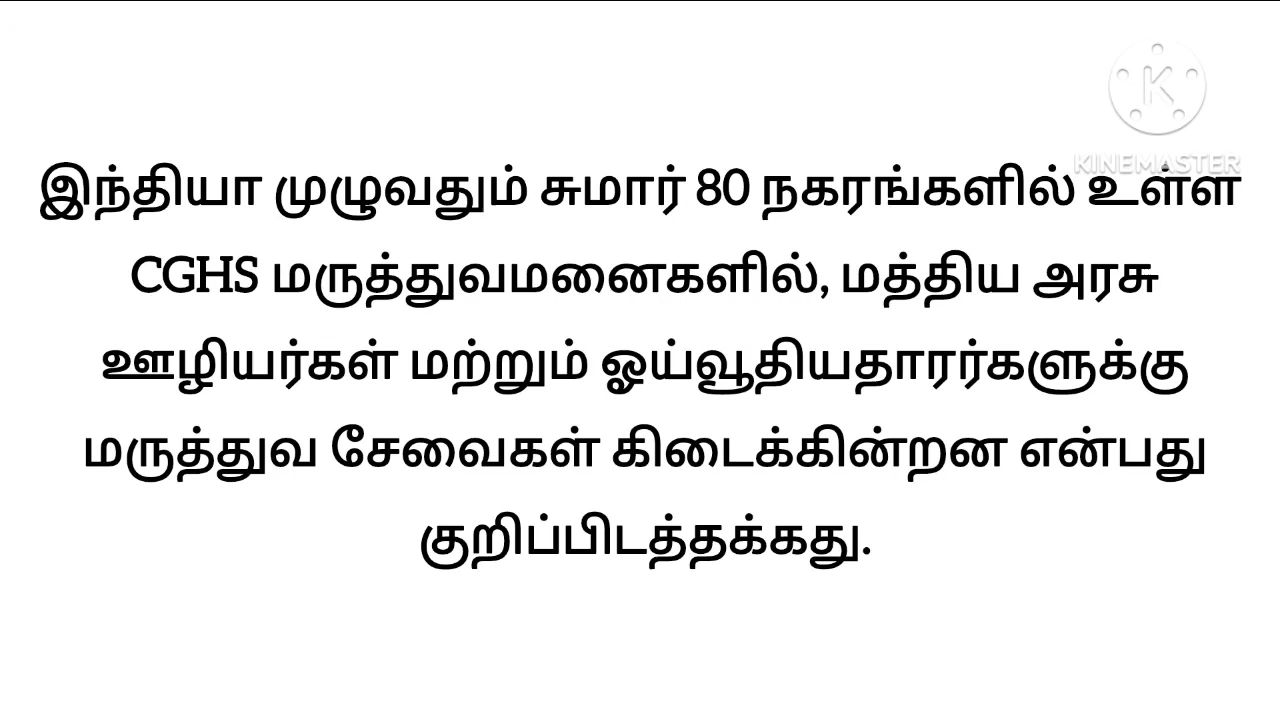 KINEMASTER
இந்தியா முழுவதும் சுமார் 80 நகரங்களில் உள்ள
CGHS மருத்துவமனைகளில், மத்திய அரசு
ஊழியர்கள் மற்றும் ஓய்வூதியதாரர்களுக்கு
மருத்துவ சேவைகள் கிடைக்கின்றன என்பது
குறிப்பிடத்தக்கது.